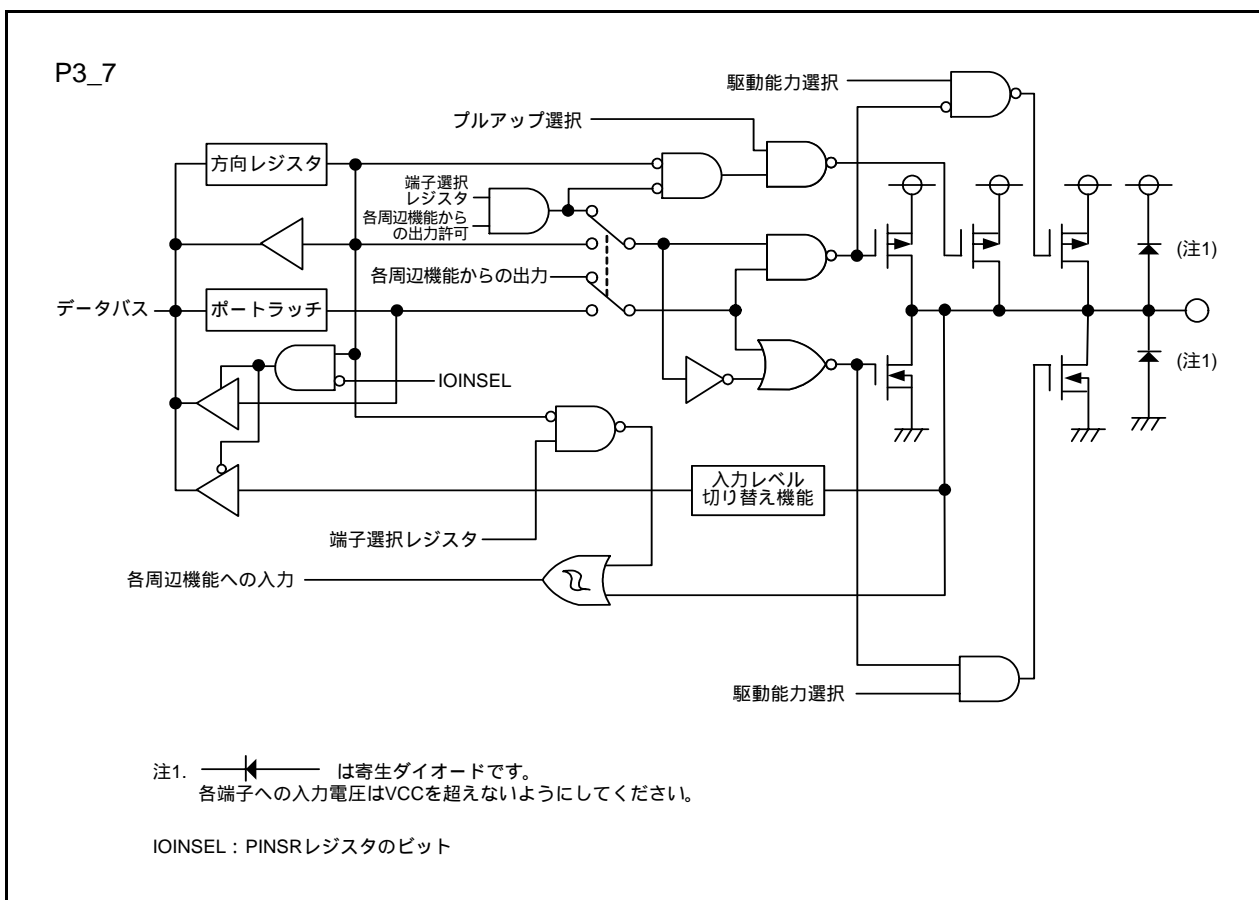 P3_7
駆動能力選択
プルアップ選択
方向レジスタ
端子選択
レジスタ
各周辺機能から
の出力許可
(注1)
各周辺機能からの出力
データバス
ポートラッチ
(注1)
IOINSEL
入力レベル
切り替え機能
端子選択レジスタ
各周辺機能への入力
駆動能力選択
注1. は寄生ダイオードです。
各端子への入力電圧はVCCを超えないようにしてください。
IOINSEL：PINSRレジスタのビット